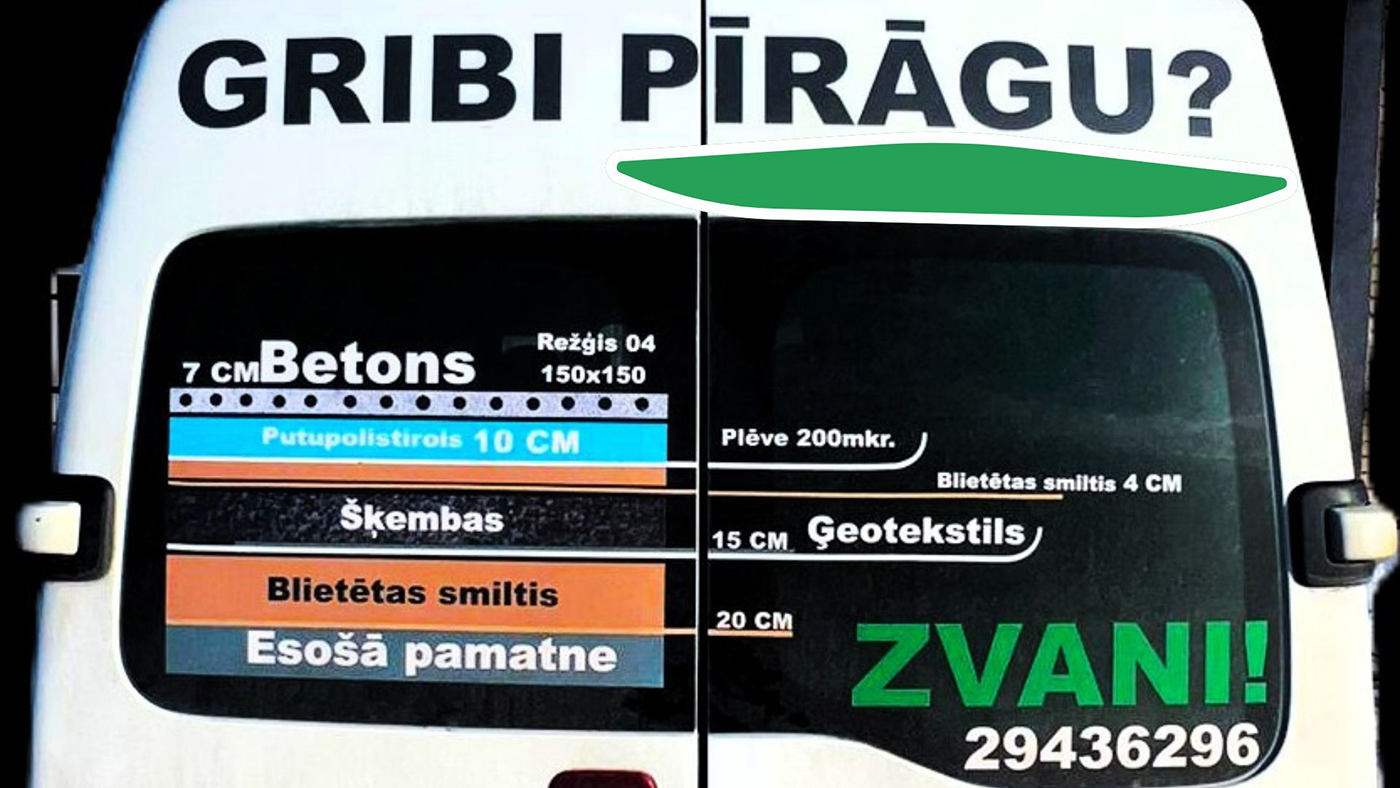 GRIBI PĪRĀGU?
7 CM Betons Režģis 04
150x150
Putupolistirols 10 CM
Plēve 200mkr.
Blietētas smiltis 4 CM
Šķembas
15 CM Ģeotekstils
Blietētas smiltis
20 CM
Esošā pamatne
ZVANI!
29436296